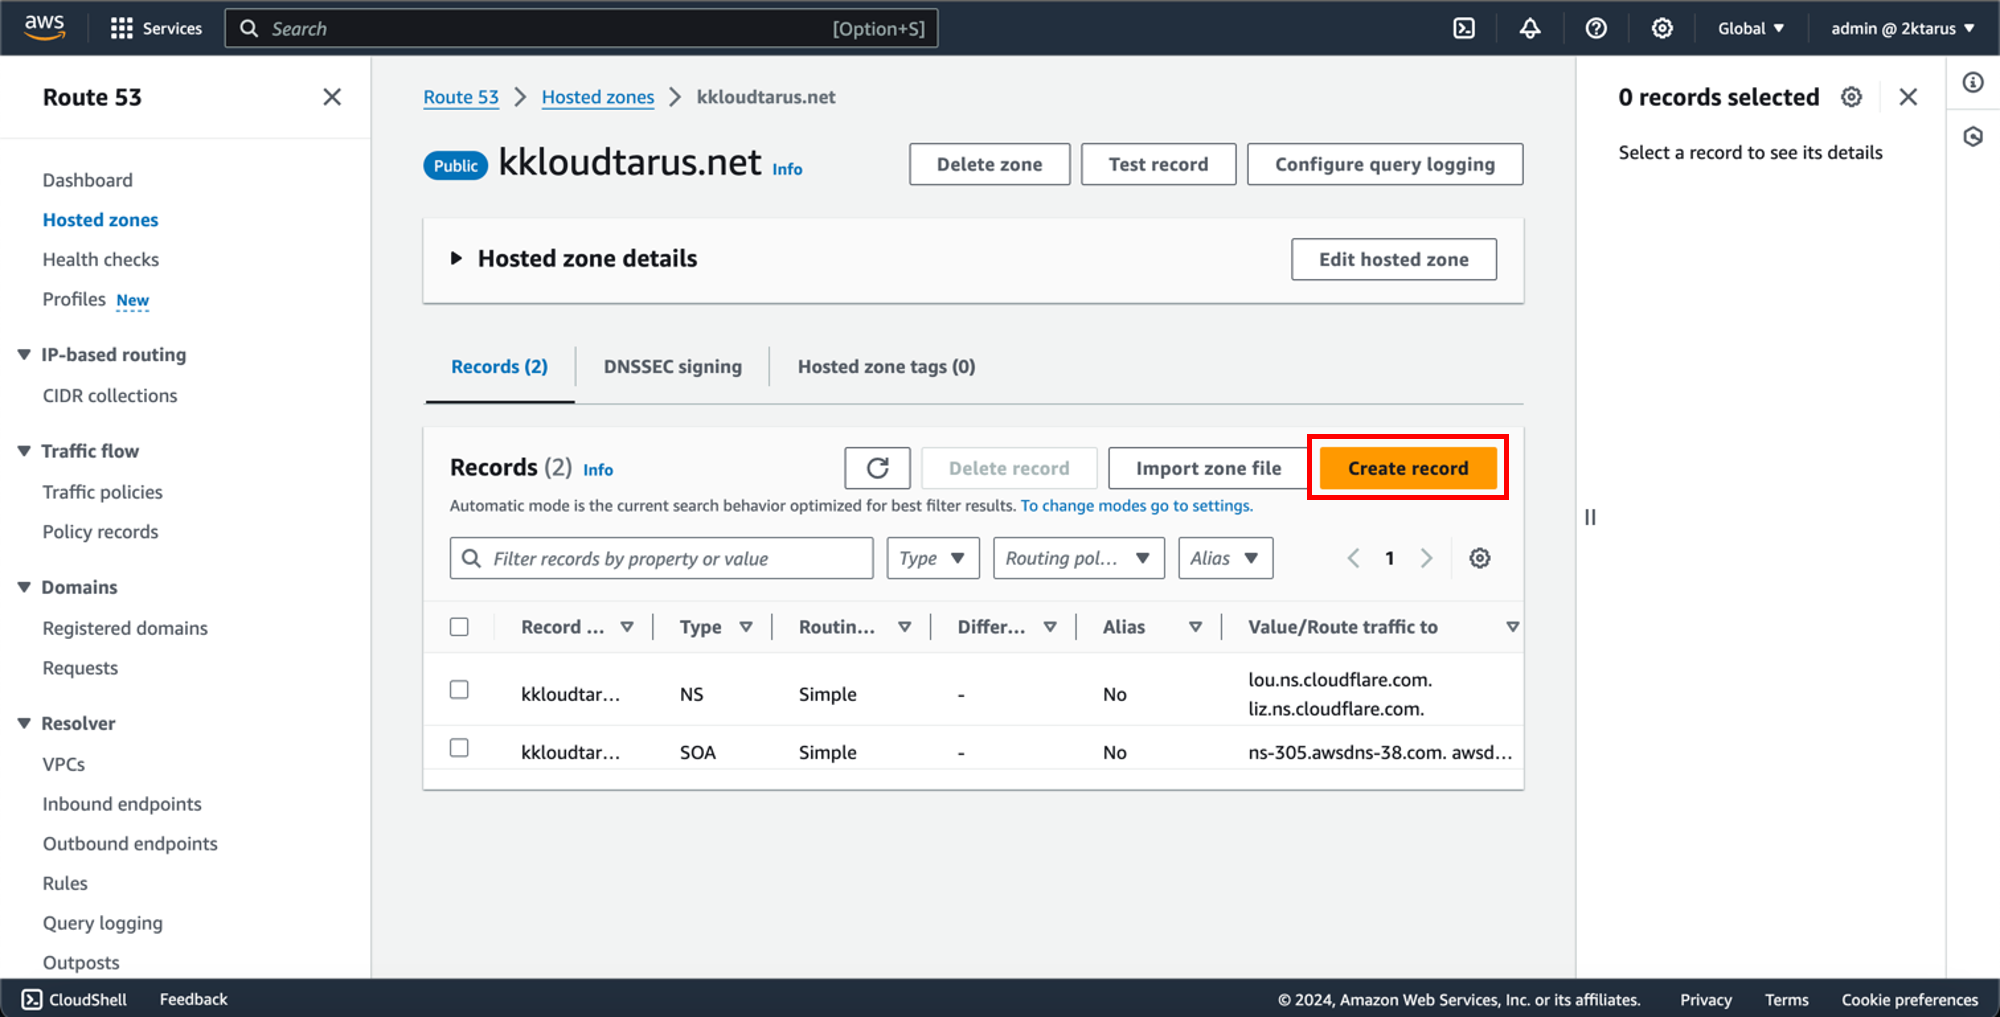 aws
Services
Search
[Option+S]
Global
admin @ 2ktarus
Route 53
Dashboard
Hosted zones
Health checks
Profiles New
IP-based routing
CIDR collections
Traffic flow
Traffic policies
Policy records
Domains
Registered domains
Requests
Resolver
VPCs
Inbound endpoints
Outbound endpoints
Rules
Query logging
Outposts
Route 53 > Hosted zones > kkloudtarus.net
Public kkloudtarus.net Info
Delete zone
Test record
Configure query logging
Hosted zone details
Edit hosted zone
Records (2)
DNSSEC signing
Hosted zone tags (0)
Records (2) Info
Delete record
Import zone file
Create record
Automatic mode is the current search behavior optimized for best filter results. To change modes go to settings.
Filter records by property or value
Type
Routing pol...
Alias
1
Record ... Type Routin... Differ... Alias Value/Route traffic to
kkloudtar... NS Simple - No lou.ns.cloudflare.com.
liz.ns.cloudflare.com.
kkloudtar... SOA Simple - No ns-305.awsdns-38.com. awsd...
0 records selected
Select a record to see its details
CloudShell
Feedback
© 2024, Amazon Web Services, Inc. or its affiliates.
Privacy
Terms
Cookie preferences